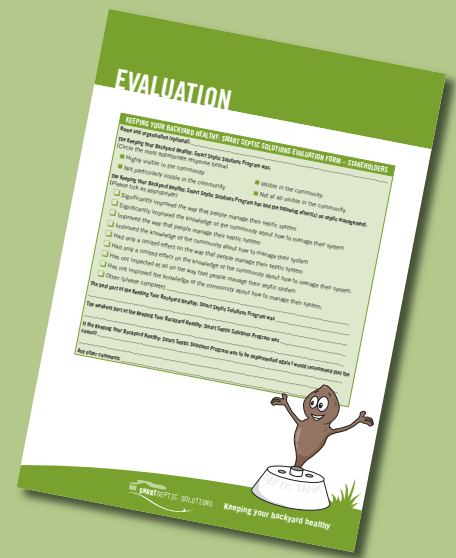 EVALUATION
KEEPING YOUR BACKYARD HEALTHY: SMART SEPTIC SOLUTIONS EVALUATION FORM – STAKEHOLDERS
Name and organisation (optional)
The Keeping Your Backyard Healthy: Smart Septic Solutions Program was:
(Circle the most appropriate response below)
Highly visible in the community
Visible in the community
Not particularly visible in the community
Not at all visible in the community
The Keeping Your Backyard Healthy: Smart Septic Solutions Program has had the following effect(s) on septic management:
(Please tick as appropriate)
Significantly improved the way that people manage their septic system
Significantly improved the knowledge of the community about how to manage their septic system
Improved the way that people manage their septic system
Improved the knowledge of the community about how to manage their septic system
Had only a limited effect on the way that people manage their septic system
Had only a limited effect on the knowledge of the community about how to manage their septic system.
Has not impacted at all on the way that people manage their septic system
Has not improved the knowledge of the community about how to manage their septic system.
Other (please complete)
The best part of the Keeping Your Backyard Healthy: Smart Septic Solutions Program was
The weakest part of the Keeping Your Backyard Healthy: Smart Septic Solutions Program was
If the Keeping Your Backyard Healthy: Smart Septic Solutions Program was to be implemented again I would recommend that the
council
Any other comments
SEPTIC TANK
SMARTSEPTIC SOLUTIONS
Keeping your backyard healthy